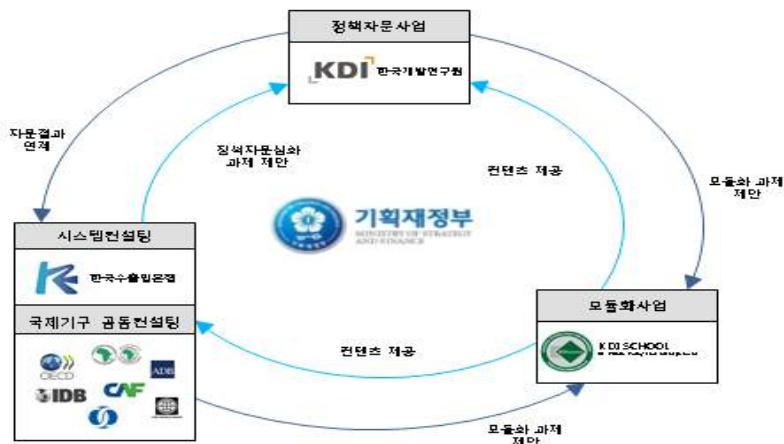 정책자문사업
KDI 한국개발연구원
자문결과
연계
정책자문심화
과제 제안
컨텐츠 제공
모듈화 과제
제안
기획재정부
MINISTRY OF STRATEGY
AND FINANCE
시스템컨설팅
한국수출입은행
국제기구 공동컨설팅
OECD
ADB
IDB
CAF
컨텐츠 제공
모듈화사업
KDI SCHOOL
모듈화 과제
제안